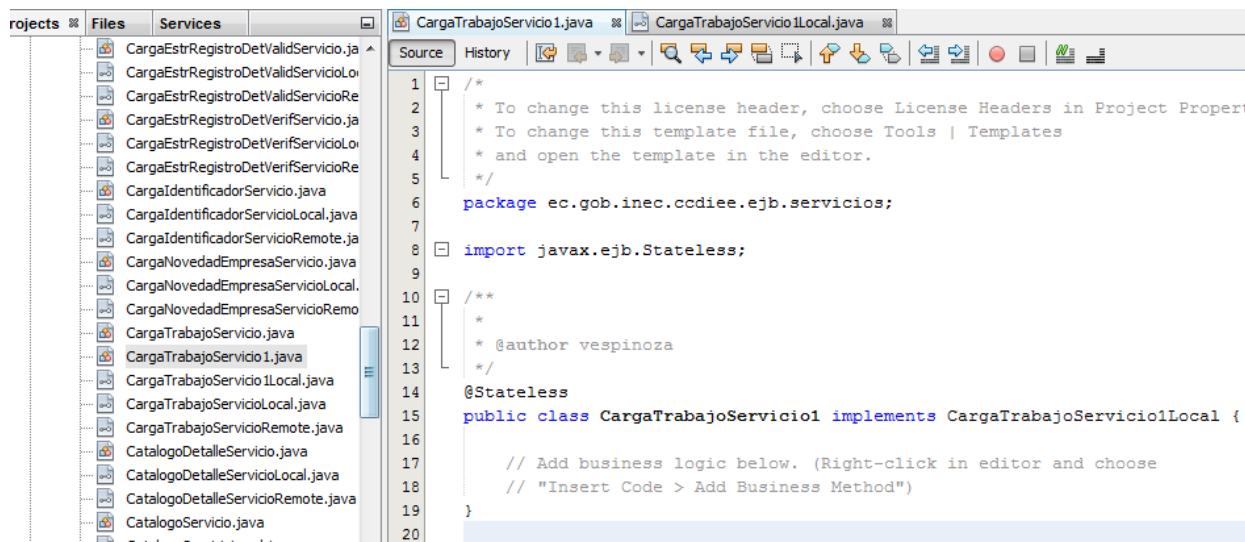 rojects Files Services
CargaEstrRegistroDetValidServicio.ja
CargaEstrRegistroDetValidServicioLo
CargaEstrRegistroDetValidServicioRe
CargaEstrRegistroDetVerifServicio.ja
CargaEstrRegistroDetVerifServicioLo
CargaEstrRegistroDetVerifServicioRe
CargaIdentificadorServicio.java
CargaIdentificadorServicioLocal.java
CargaIdentificadorServicioRemote.ja
CargaNovedadEmpresaServicio.java
CargaNovedadEmpresaServicioLocal.
CargaNovedadEmpresaServicioRemo
CargaTrabajoServicio.java
CargaTrabajoServicio1.java
CargaTrabajoServicio1Local.java
CargaTrabajoServicioLocal.java
CargaTrabajoServicioRemote.java
CatalogoDetalleServicio.java
CatalogoDetalleServicioLocal.java
CatalogoDetalleServicioRemote.java
CatalogoServicio.java
CargaTrabajoServicio1.java CargaTrabajoServicio1Local.java
Source History
1 /*
2 * To change this license header, choose License Headers in Project Propert
3 * To change this template file, choose Tools | Templates
4 * and open the template in the editor.
5 */
6 package ec.gob.inec.ccdiee.ejb.servicios;
7
8 import javax.ejb.Stateless;
9
10 /**
11 *
12 * @author vespinoza
13 */
14 @Stateless
15 public class CargaTrabajoServicio1 implements CargaTrabajoServicio1Local {
16
17 // Add business logic below. (Right-click in editor and choose
18 // "Insert Code > Add Business Method")
19 }
20